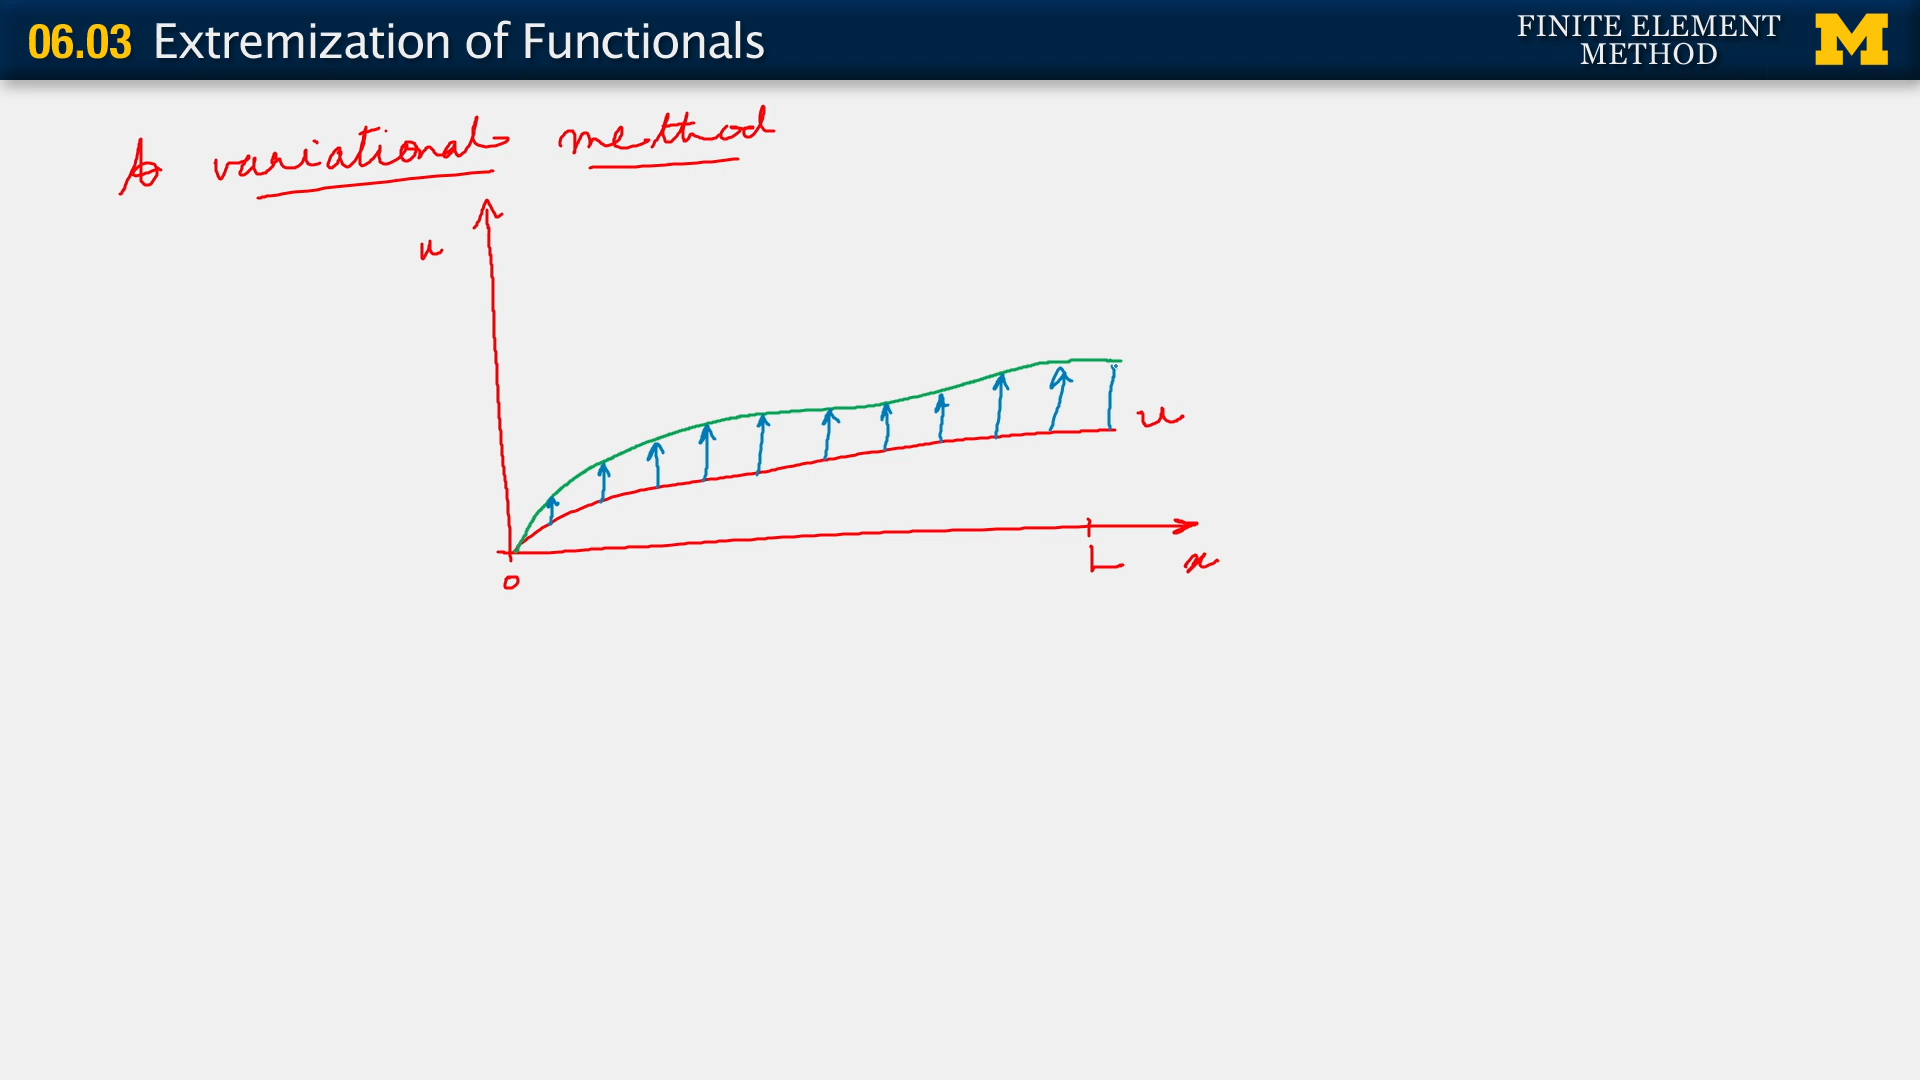 06.03 Extremization of Functionals
FINITE ELEMENT
METHOD
M
A variational method
u
u
L
x
0